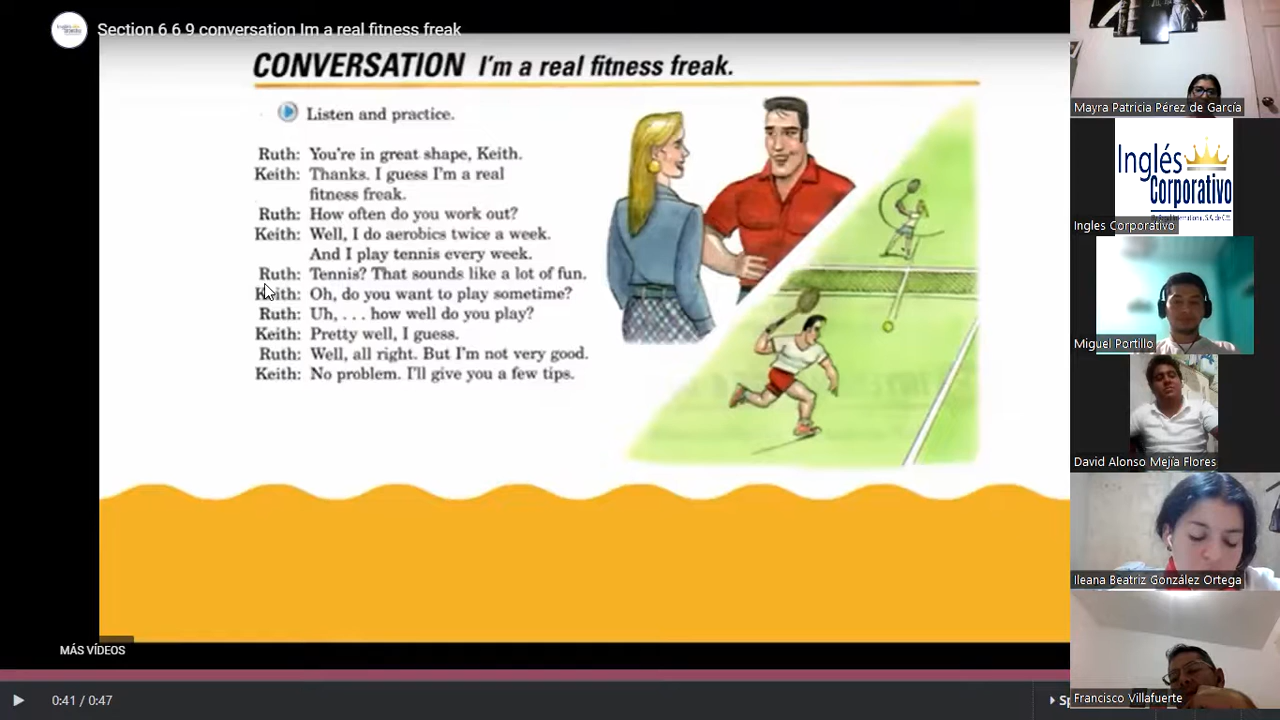 Section 6 6 9 conversation Im a real fitness freak
CONVERSATION I'm a real fitness freak.
Listen and practice.
Ruth: You're in great shape, Keith.
Keith: Thanks. I guess I'm a real
fitness freak.
Ruth: How often do you work out?
Keith: Well, I do aerobics twice a week.
And I play tennis every week.
Ruth: Tennis? That sounds like a lot of fun.
Keith: Oh, do you want to play sometime?
Ruth: Uh, . . . how well do you play?
Keith: Pretty well, I guess.
Ruth: Well, all right. But I'm not very good.
Keith: No problem. I'll give you a few tips.
MÁS VÍDEOS
0:41 / 0:47
Mayra Patricia Pérez de García
Inglés
Corporativo
Ingles Corporativo
Miguel Portillo
David Alonso Mejía Flores
Ileana Beatriz González Ortega
Francisco Villafuerte